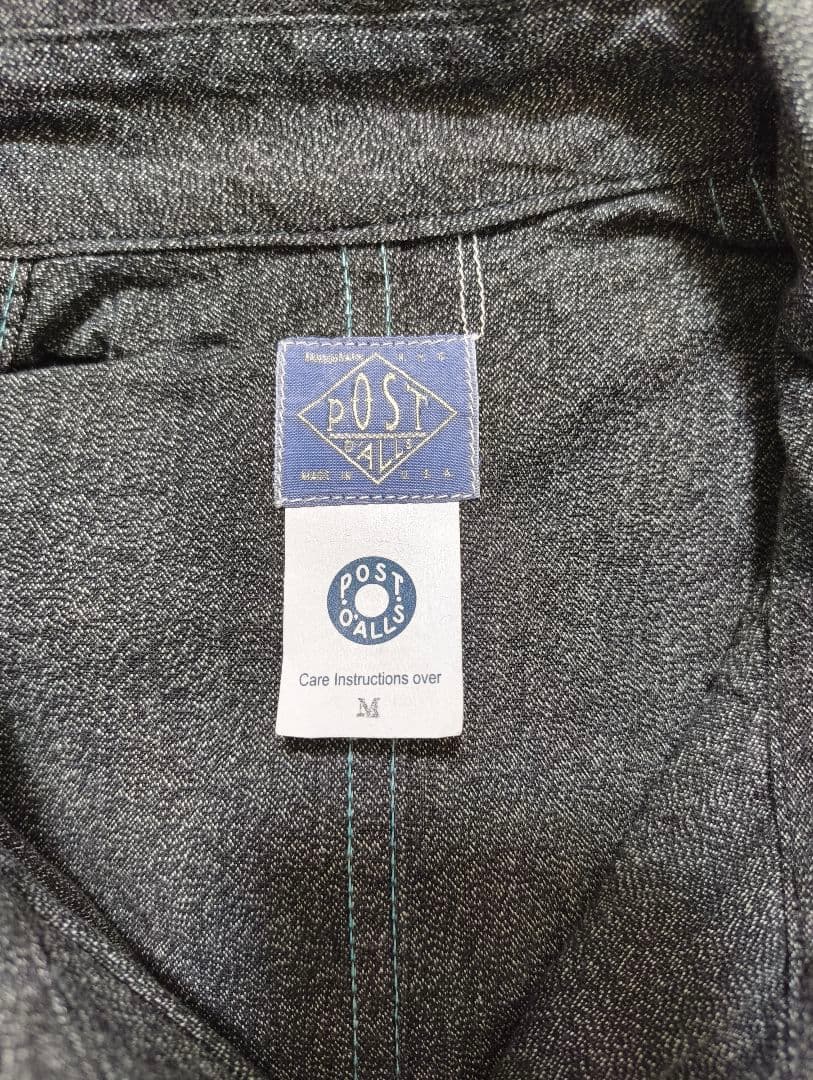 N.Y.C
POST
O'ALLS
MADE IN U.S.A.
POST
O'ALLS
Care Instructions over
M